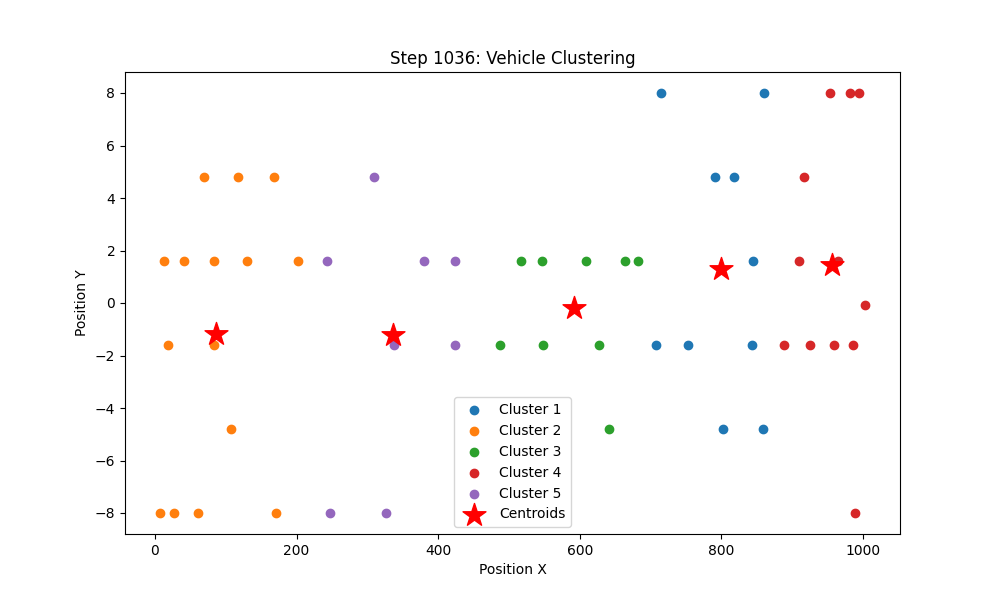 Step 1036: Vehicle Clustering
Position Y
8
6
4
2
0
−2
−4
−6
−8
Cluster 1
Cluster 2
Cluster 3
Cluster 4
Cluster 5
Centroids
0 200 400 600 800 1000
Position X